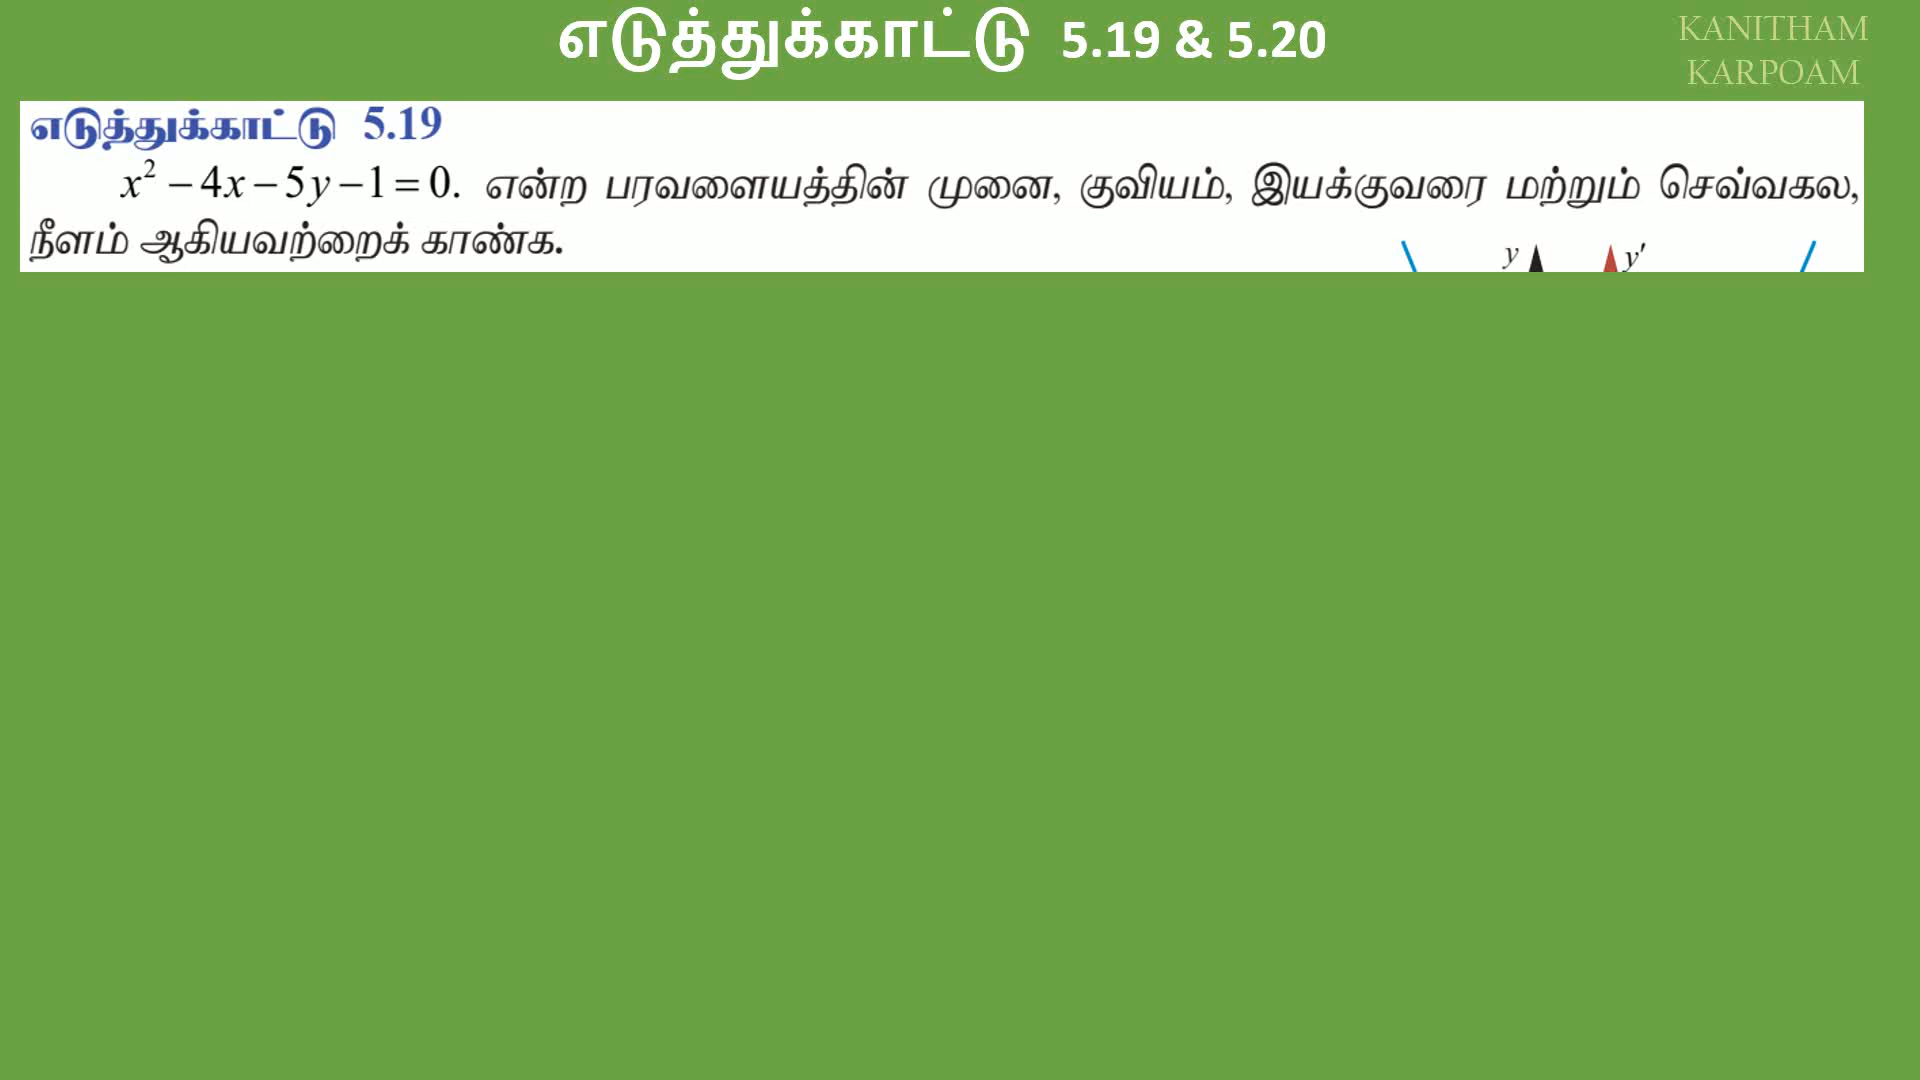 எடுத்துக்காட்டு 5.19 & 5.20
KANITHAM
KARPOAM
எடுத்துக்காட்டு 5.19
x² − 4x − 5y − 1 = 0. என்ற பரவளையத்தின் முனை, குவியம், இயக்குவரை மற்றும் செவ்வகல,
நீளம் ஆகியவற்றைக் காண்க.
y y′